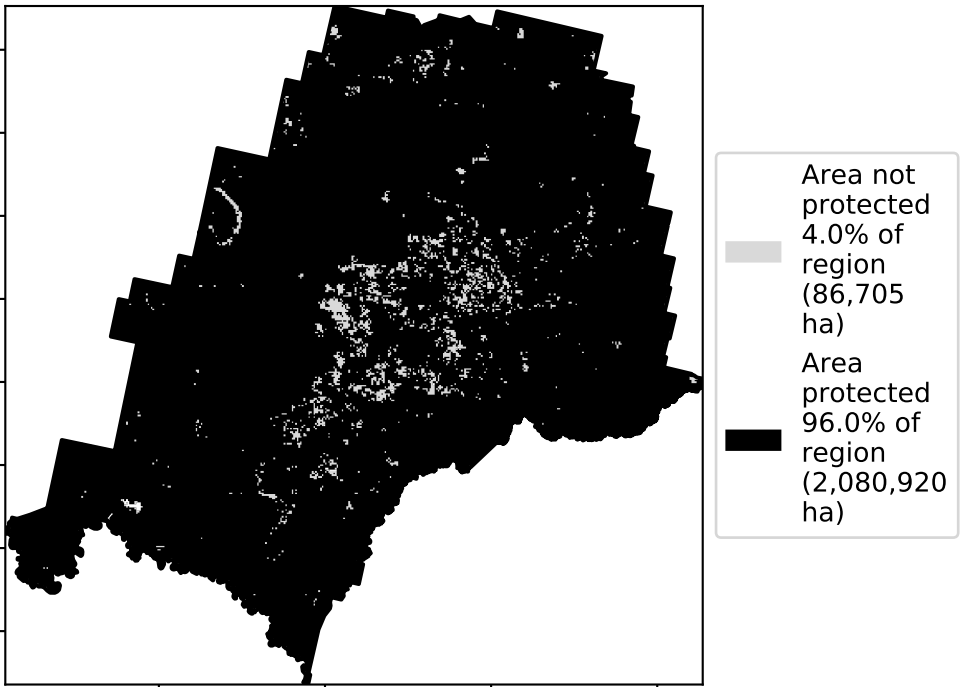 Area not
protected
4.0% of
region
(86,705
ha)
Area
protected
96.0% of
region
(2,080,920
ha)